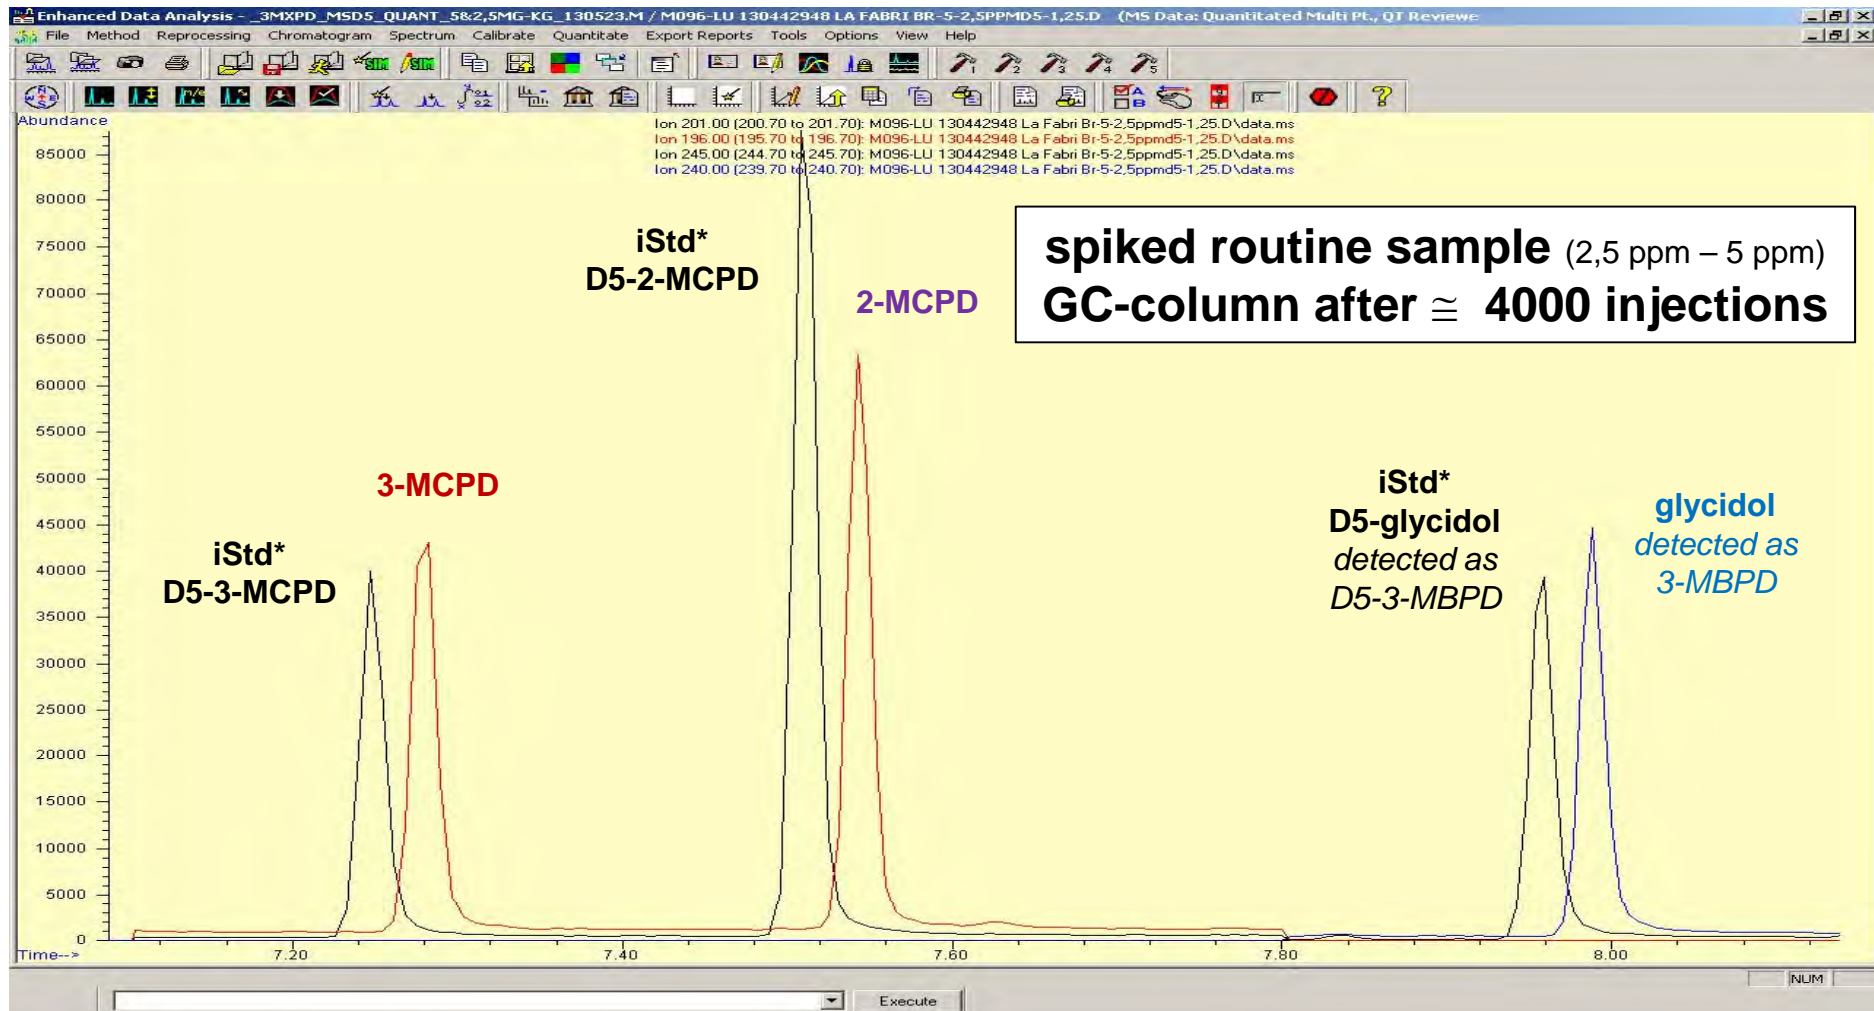 Enhanced Data Analysis - _3MXPD_MSD5_QUANT_5&2,5MG-KG_130523.M / M096-LU 130442948 LA FABRI BR-5-2,5PPMD5-1,25.D (MS Data: Quantitated Multi Pt., QT Reviewe
File Method Reprocessing Chromatogram Spectrum Calibrate Quantitate Export Reports Tools Options View Help
Abundance
Ion 201.00 (200.70 to 201.70): M096-LU 130442948 La Fabri Br-5-2,5ppmd5-1,25.D\data.ms
Ion 196.00 (195.70 to 196.70): M096-LU 130442948 La Fabri Br-5-2,5ppmd5-1,25.D\data.ms
Ion 245.00 (244.70 to 245.70): M096-LU 130442948 La Fabri Br-5-2,5ppmd5-1,25.D\data.ms
Ion 240.00 (239.70 to 240.70): M096-LU 130442948 La Fabri Br-5-2,5ppmd5-1,25.D\data.ms
85000
80000
75000
70000
65000
60000
55000
50000
45000
40000
35000
30000
25000
20000
15000
10000
5000
0
spiked routine sample (2,5 ppm – 5 ppm)
GC-column after ≅ 4000 injections
iStd*
D5-3-MCPD
3-MCPD
iStd*
D5-2-MCPD
2-MCPD
iStd*
D5-glycidol
detected as
D5-3-MBPD
glycidol
detected as
3-MBPD
Time-->
7.20 7.40 7.60 7.80 8.00
NUM
Execute